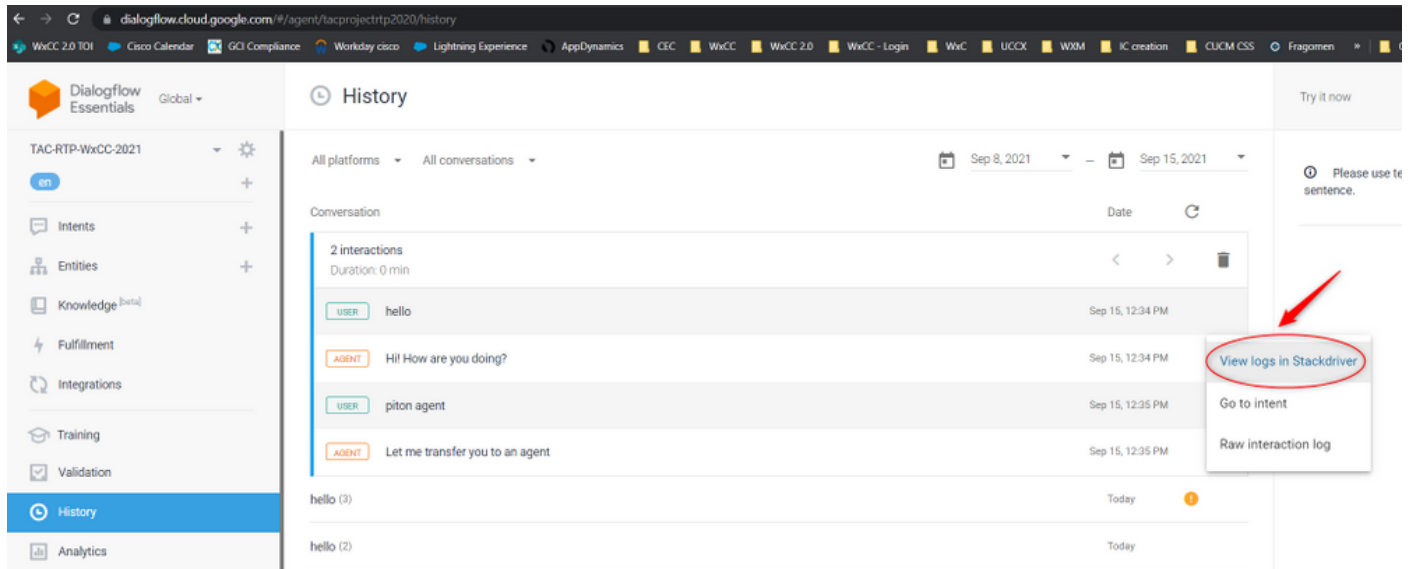 dialogflow.cloud.google.com/#/agent/tacprojectrtp2020/history
WxCC 2.0 TOI Cisco Calendar GCI Compliance Workday cisco Lightning Experience AppDynamics CEC WxCC WxCC 2.0 WxCC - Login WxC UCCX WXM IC creation CUCM CSS Fragomen »
Dialogflow
Essentials
Global
History
Try it now
TAC-RTP-WxCC-2021
en
All platforms All conversations Sep 8, 2021 – Sep 15, 2021
Please use te
sentence.
Intents
Entities
Knowledge [beta]
Fulfillment
Integrations
Training
Validation
History
Analytics
Conversation Date
2 interactions
Duration: 0 min
USER hello Sep 15, 12:34 PM
AGENT Hi! How are you doing? Sep 15, 12:34 PM
USER piton agent Sep 15, 12:35 PM
AGENT Let me transfer you to an agent Sep 15, 12:35 PM
View logs in Stackdriver
Go to intent
Raw interaction log
hello (3) Today
hello (2) Today